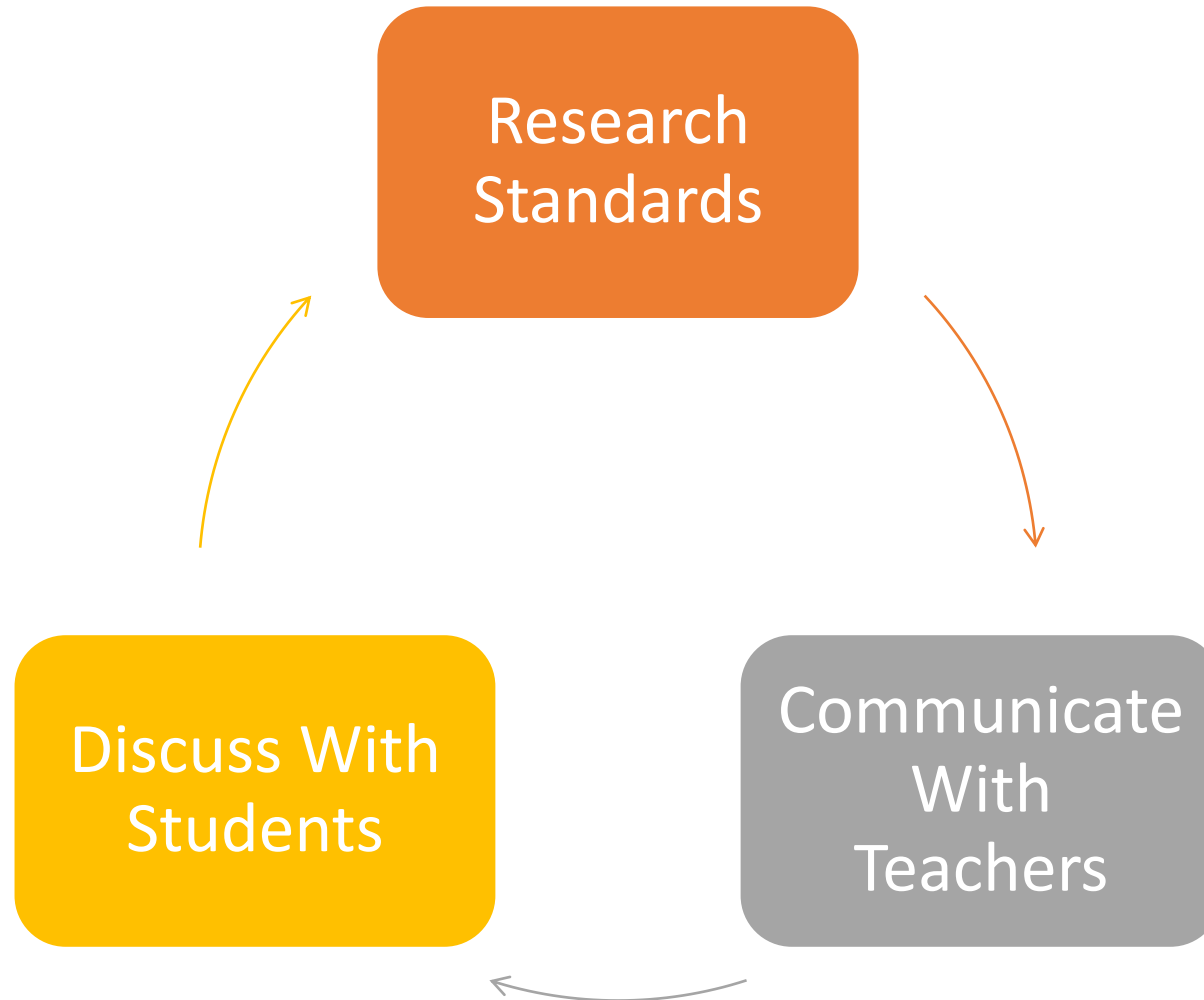 Research
Standards
Communicate
With
Teachers
Discuss With
Students